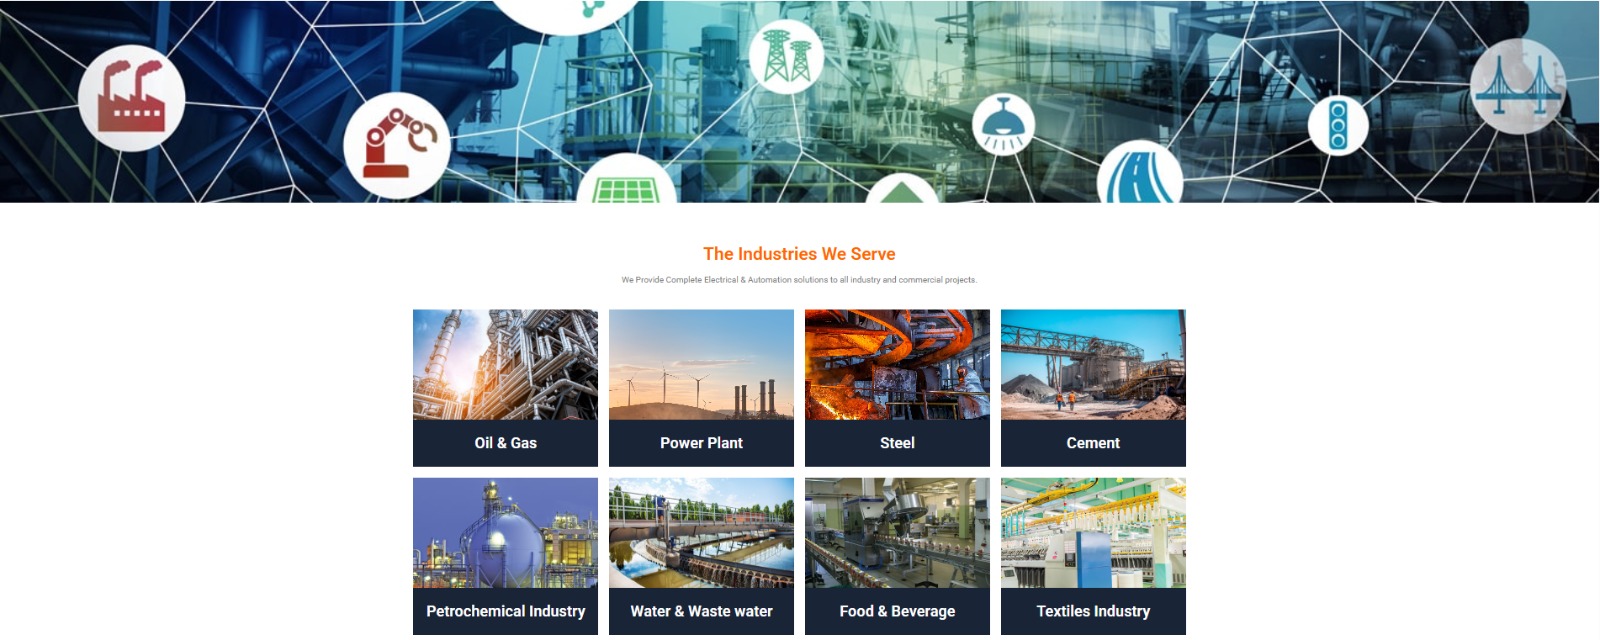 The Industries We Serve
We Provide Complete Electrical & Automation solutions to all industry and commercial projects.
Oil & Gas
Power Plant
Steel
Cement
Petrochemical Industry
Water & Waste water
Food & Beverage
Textiles Industry